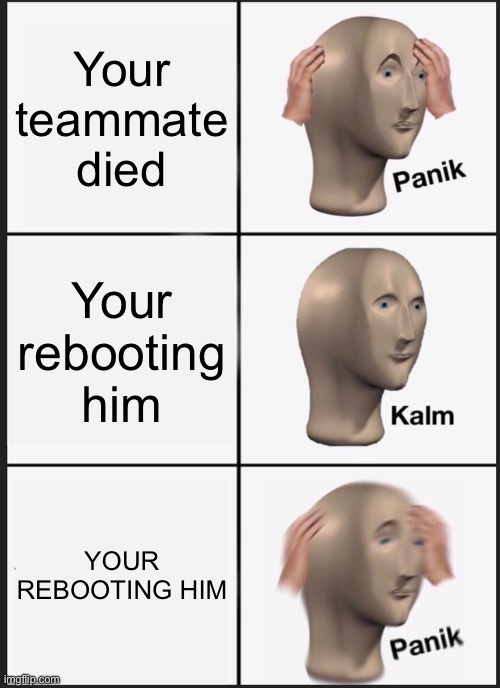 Your
teammate
died
Panik
Your
rebooting
him
Kalm
YOUR
REBOOTING HIM
Panik
imgflip.com